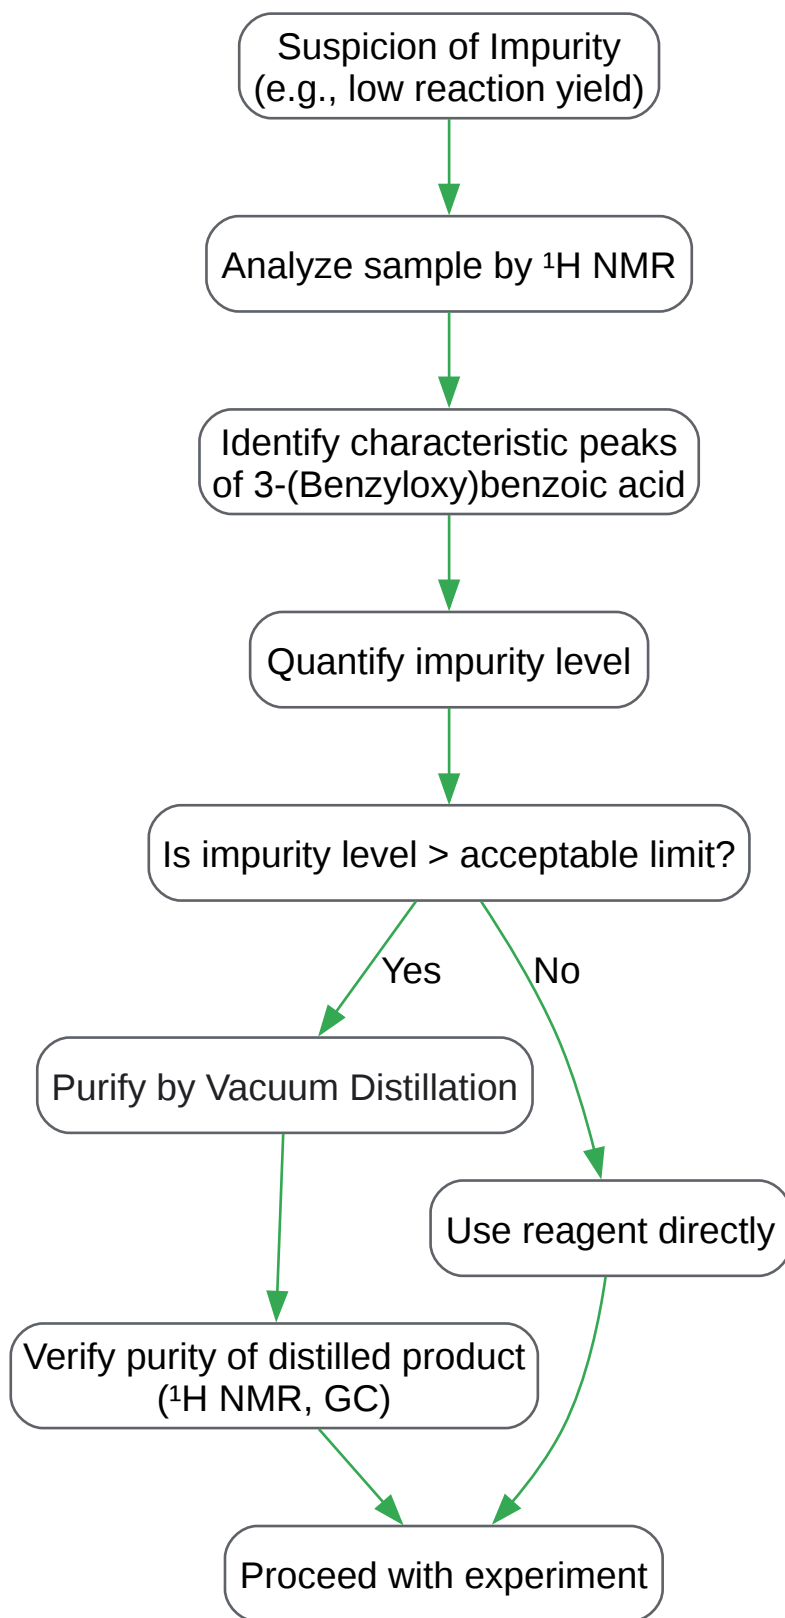 Suspicion of Impurity
(e.g., low reaction yield)
Analyze sample by ¹H NMR
Identify characteristic peaks
of 3-(Benzyloxy)benzoic acid
Quantify impurity level
Is impurity level > acceptable limit?
Yes
No
Purify by Vacuum Distillation
Use reagent directly
Verify purity of distilled product
(¹H NMR, GC)
Proceed with experiment